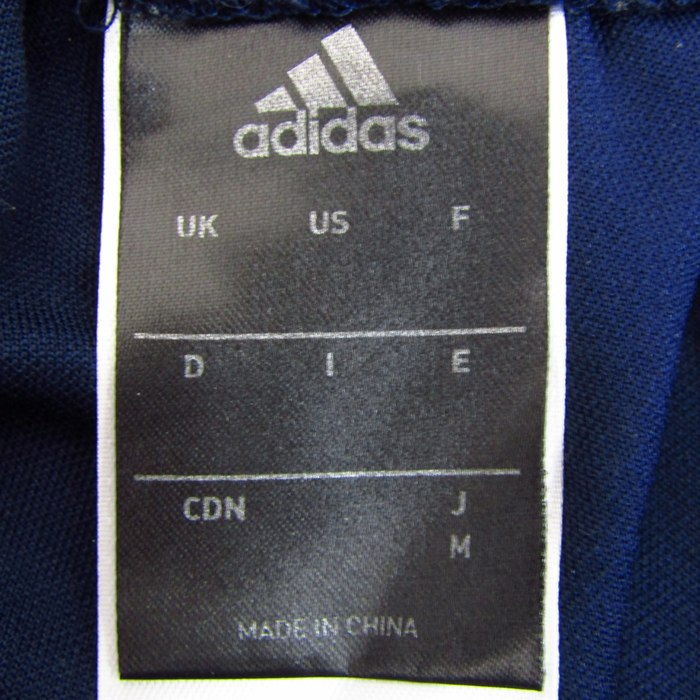 adidas
UK US F
D I E
CDN J
M
MADE IN CHINA